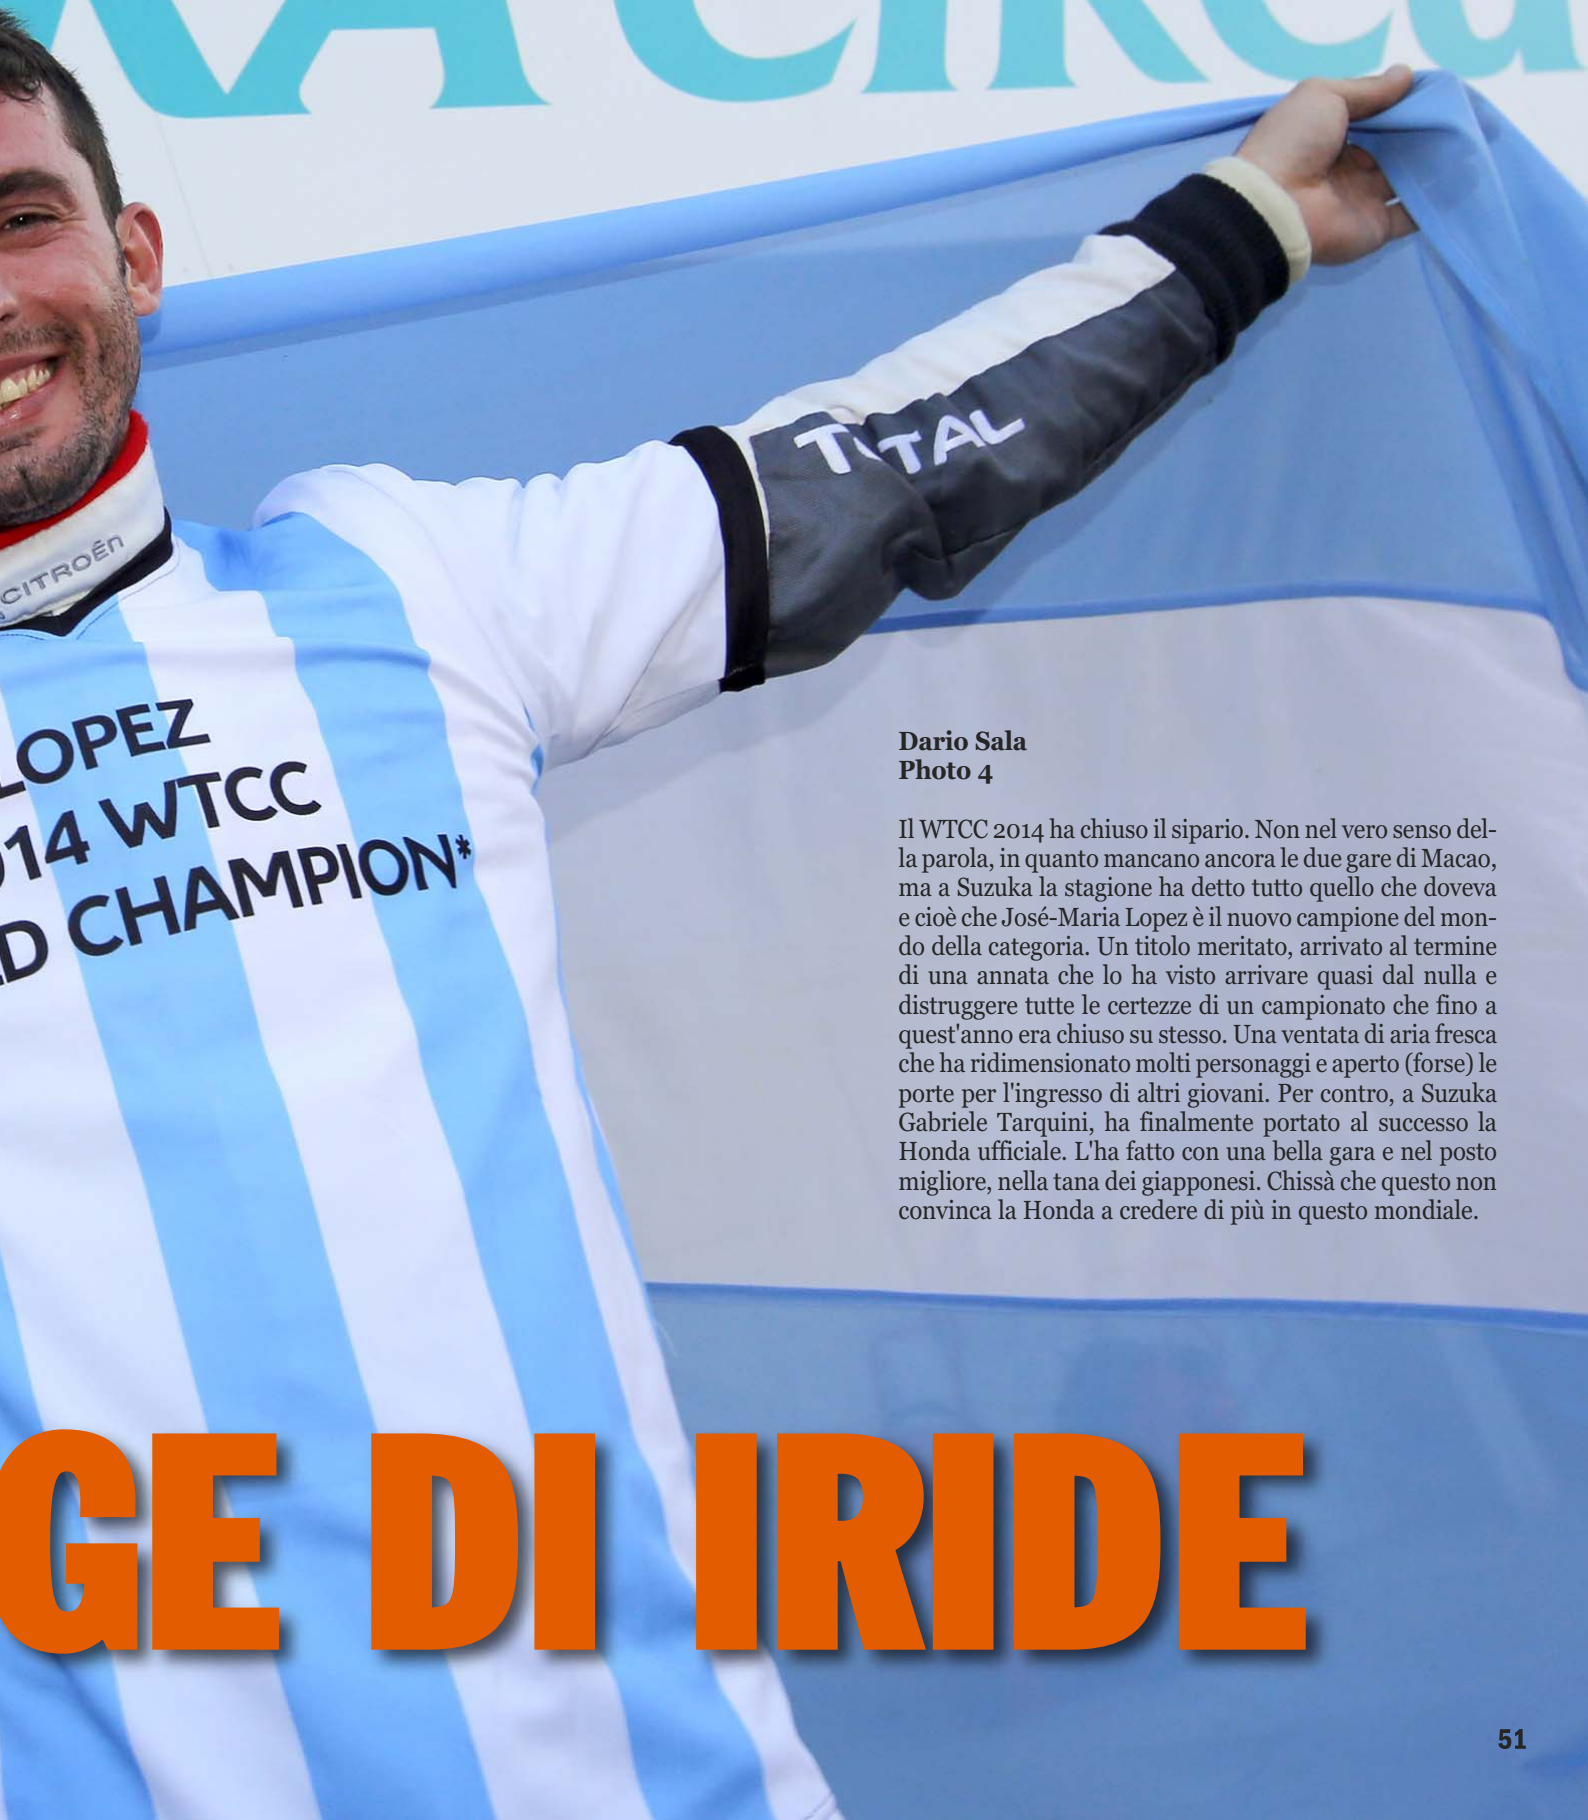 CITROËN
TOTAL
LOPEZ
14 WTCC
D CHAMPION*
Dario Sala
Photo 4
Il WTCC 2014 ha chiuso il sipario. Non nel vero senso del-
la parola, in quanto mancano ancora le due gare di Macao,
ma a Suzuka la stagione ha detto tutto quello che doveva
e cioè che José-Maria Lopez è il nuovo campione del mon-
do della categoria. Un titolo meritato, arrivato al termine
di una annata che lo ha visto arrivare quasi dal nulla e
distruggere tutte le certezze di un campionato che fino a
quest'anno era chiuso su stesso. Una ventata di aria fresca
che ha ridimensionato molti personaggi e aperto (forse) le
porte per l'ingresso di altri giovani. Per contro, a Suzuka
Gabriele Tarquini, ha finalmente portato al successo la
Honda ufficiale. L'ha fatto con una bella gara e nel posto
migliore, nella tana dei giapponesi. Chissà che questo non
convinca la Honda a credere di più in questo mondiale.
GE DI IRIDE
51